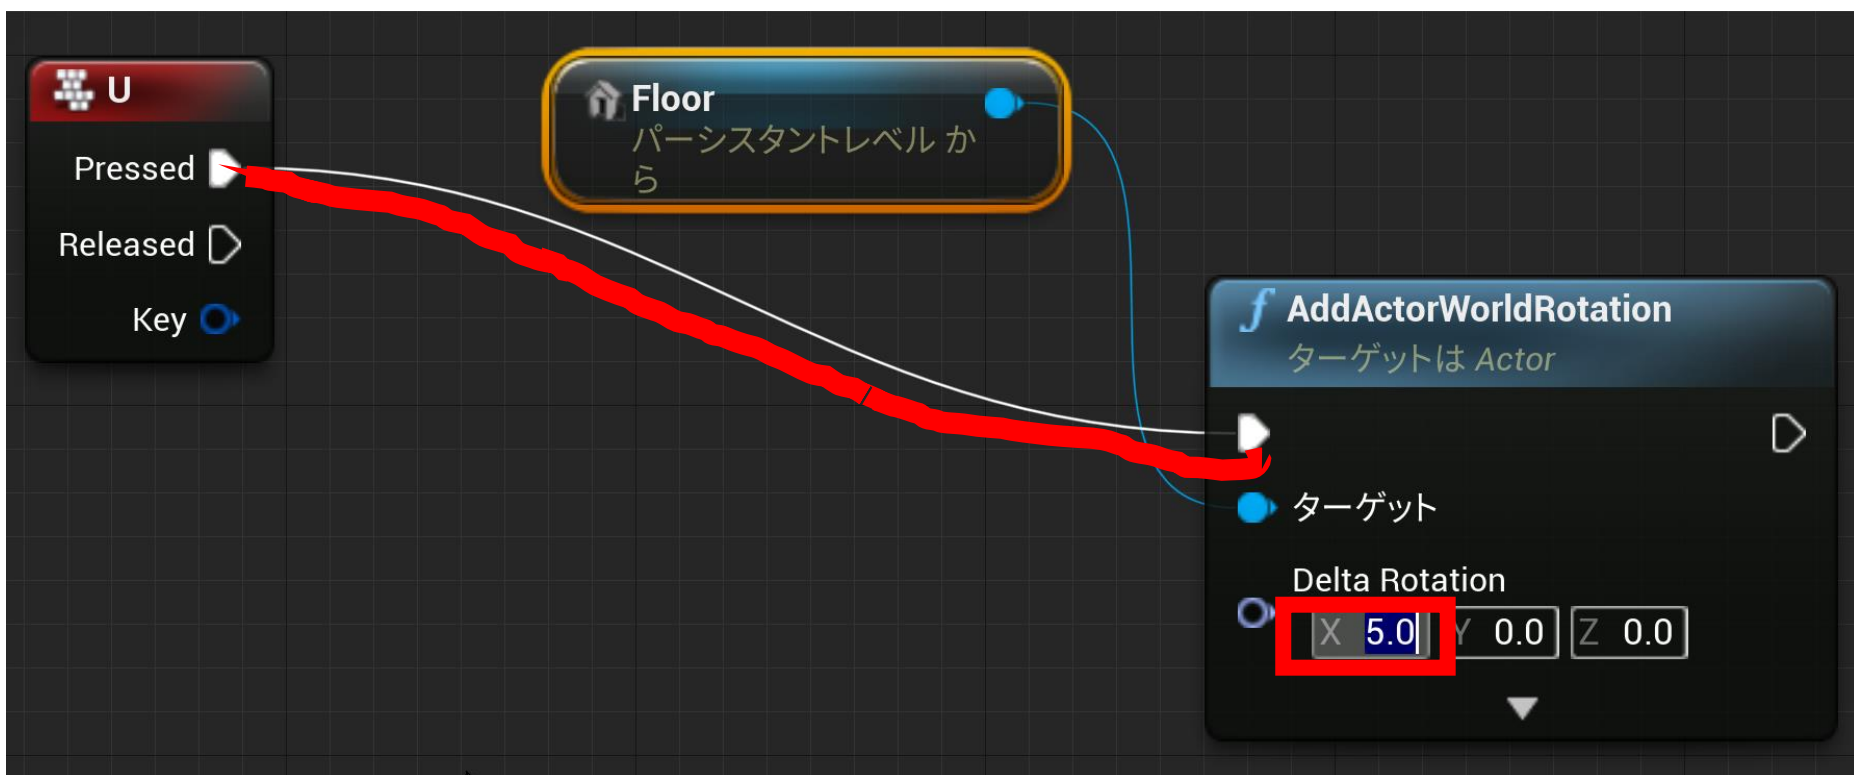 U
Pressed
Released
Key
Floor
パーシスタントレベル か
ら
AddActorWorldRotation
ターゲットは Actor
ターゲット
Delta Rotation
X 5.0 Y 0.0 Z 0.0